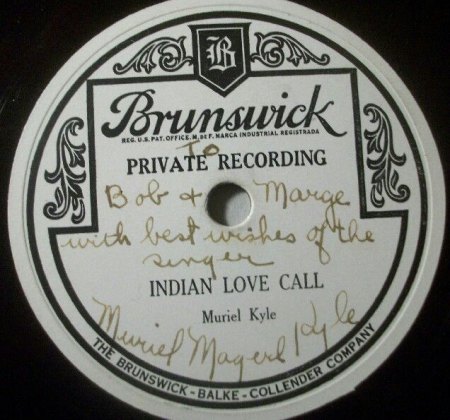 B
Brunswick
REG. U.S. PAT. OFFICE. M. DE F. MARCA INDUSTRIAL REGISTRADA
To
PRIVATE RECORDING
Bob & Marge
with best wishes of the
singer
INDIAN LOVE CALL
Muriel Kyle
Muriel Magerl Kyle
THE BRUNSWICK-BALKE-COLLENDER COMPANY